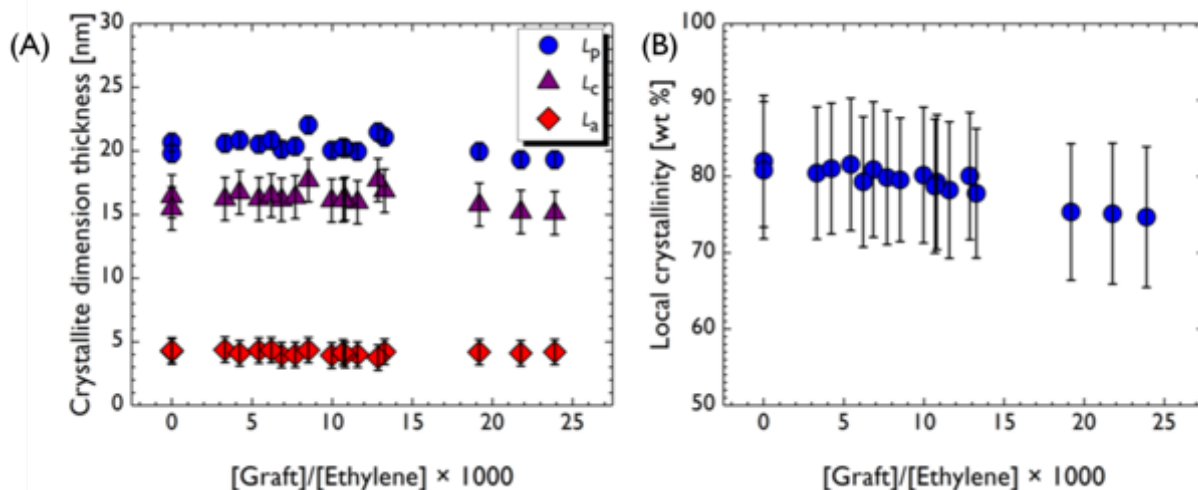 (A)
Crystallite dimension thickness [nm]
30
25
20
15
10
5
0
0 5 10 15 20 25
[Graft]/[Ethylene] × 1000
Lp
Lc
La
(B)
Local crystallinity [wt %]
100
90
80
70
60
50
0 5 10 15 20 25
[Graft]/[Ethylene] × 1000